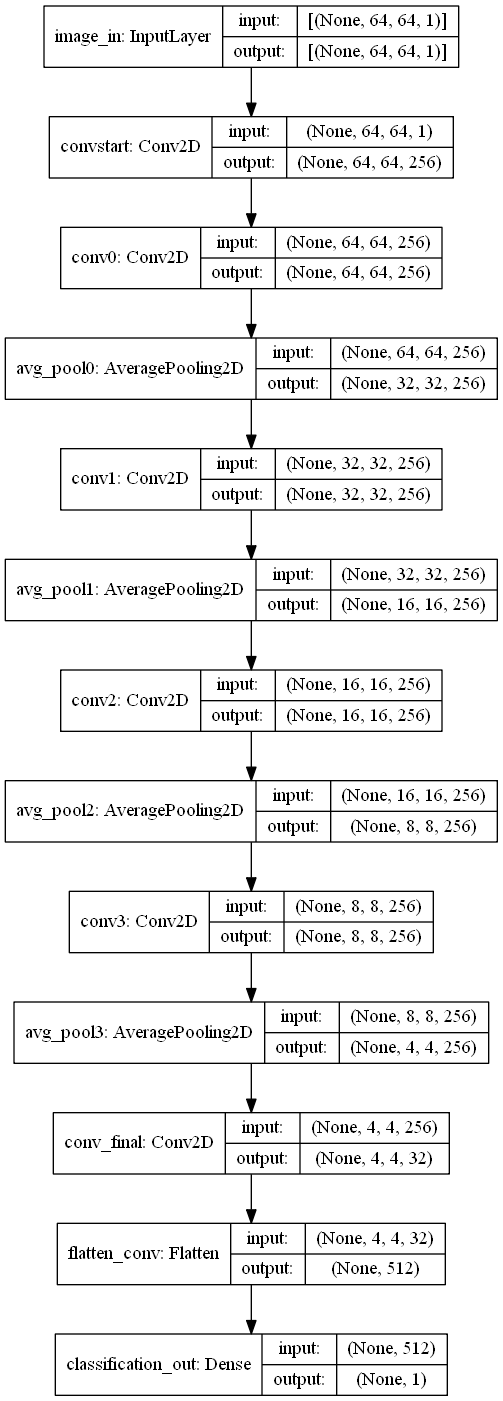 image_in: InputLayer
input: [(None, 64, 64, 1)]
output: [(None, 64, 64, 1)]
convstart: Conv2D
input: (None, 64, 64, 1)
output: (None, 64, 64, 256)
conv0: Conv2D
input: (None, 64, 64, 256)
output: (None, 64, 64, 256)
avg_pool0: AveragePooling2D
input: (None, 64, 64, 256)
output: (None, 32, 32, 256)
conv1: Conv2D
input: (None, 32, 32, 256)
output: (None, 32, 32, 256)
avg_pool1: AveragePooling2D
input: (None, 32, 32, 256)
output: (None, 16, 16, 256)
conv2: Conv2D
input: (None, 16, 16, 256)
output: (None, 16, 16, 256)
avg_pool2: AveragePooling2D
input: (None, 16, 16, 256)
output: (None, 8, 8, 256)
conv3: Conv2D
input: (None, 8, 8, 256)
output: (None, 8, 8, 256)
avg_pool3: AveragePooling2D
input: (None, 8, 8, 256)
output: (None, 4, 4, 256)
conv_final: Conv2D
input: (None, 4, 4, 256)
output: (None, 4, 4, 32)
flatten_conv: Flatten
input: (None, 4, 4, 32)
output: (None, 512)
classification_out: Dense
input: (None, 512)
output: (None, 1)